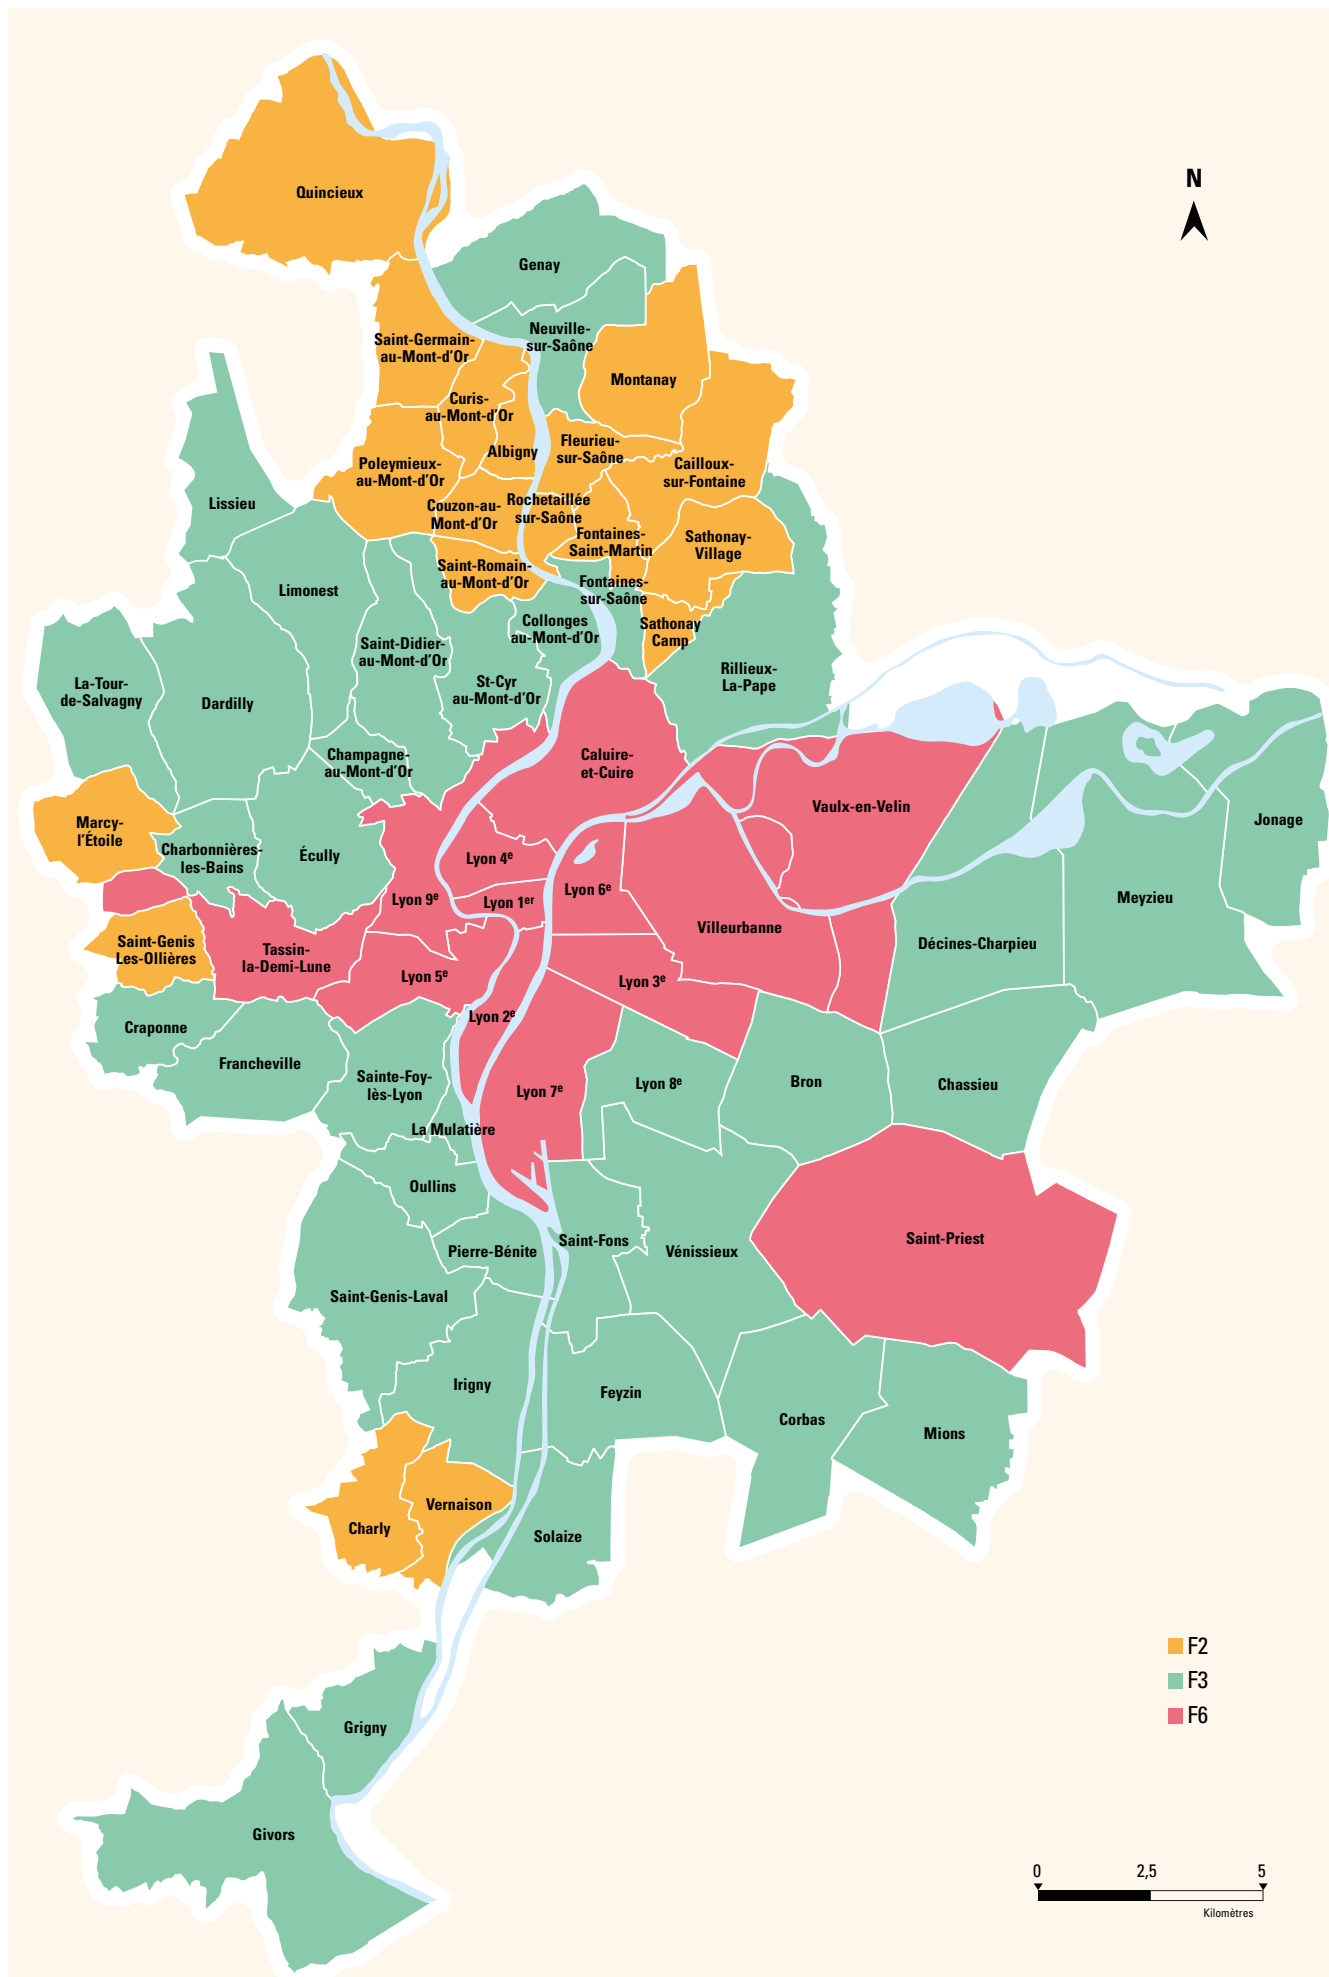 N
Quincieux
Genay
Neuville-
sur-Saône
Saint-Germain-
au-Mont-d'Or
Montanay
Curis-
au-Mont-d'Or
Albigny
Fleurieu-
sur-Saône
Poleymieux-
au-Mont-d'Or
Cailloux-
sur-Fontaine
Lissieu
Couzon-au-
Mont-d'Or
Rochetaillée
sur-Saône
Fontaines-
Saint-Martin
Sathonay-
Village
Saint-Romain-
au-Mont-d'Or
Limonest
Fontaines-
sur-Saône
Collonges
au-Mont-d'Or
Sathonay
Camp
Saint-Didier-
au-Mont-d'Or
Rillieux-
La-Pape
La-Tour-
de-Salvagny
Dardilly
St-Cyr
au-Mont-d'Or
Champagne-
au-Mont-d'Or
Caluire-
et-Cuire
Vaulx-en-Velin
Marcy-
l'Étoile
Jonage
Charbonnières-
les-Bains
Écully
Lyon 4e
Lyon 6e
Lyon 9e
Lyon 1er
Meyzieu
Villeurbanne
Saint-Genis
Les-Ollières
Tassin-
la-Demi-Lune
Décines-Charpieu
Lyon 5e
Lyon 3e
Lyon 2e
Craponne
Francheville
Sainte-Foy-
lès-Lyon
Lyon 7e
Lyon 8e
Bron
Chassieu
La Mulatière
Oullins
Pierre-Bénite
Saint-Fons
Vénissieux
Saint-Priest
Saint-Genis-Laval
Irigny
Feyzin
Corbas
Mions
Vernaison
Charly
Solaize
F2
F3
F6
Grigny
Givors
0 2,5 5
Kilomètres